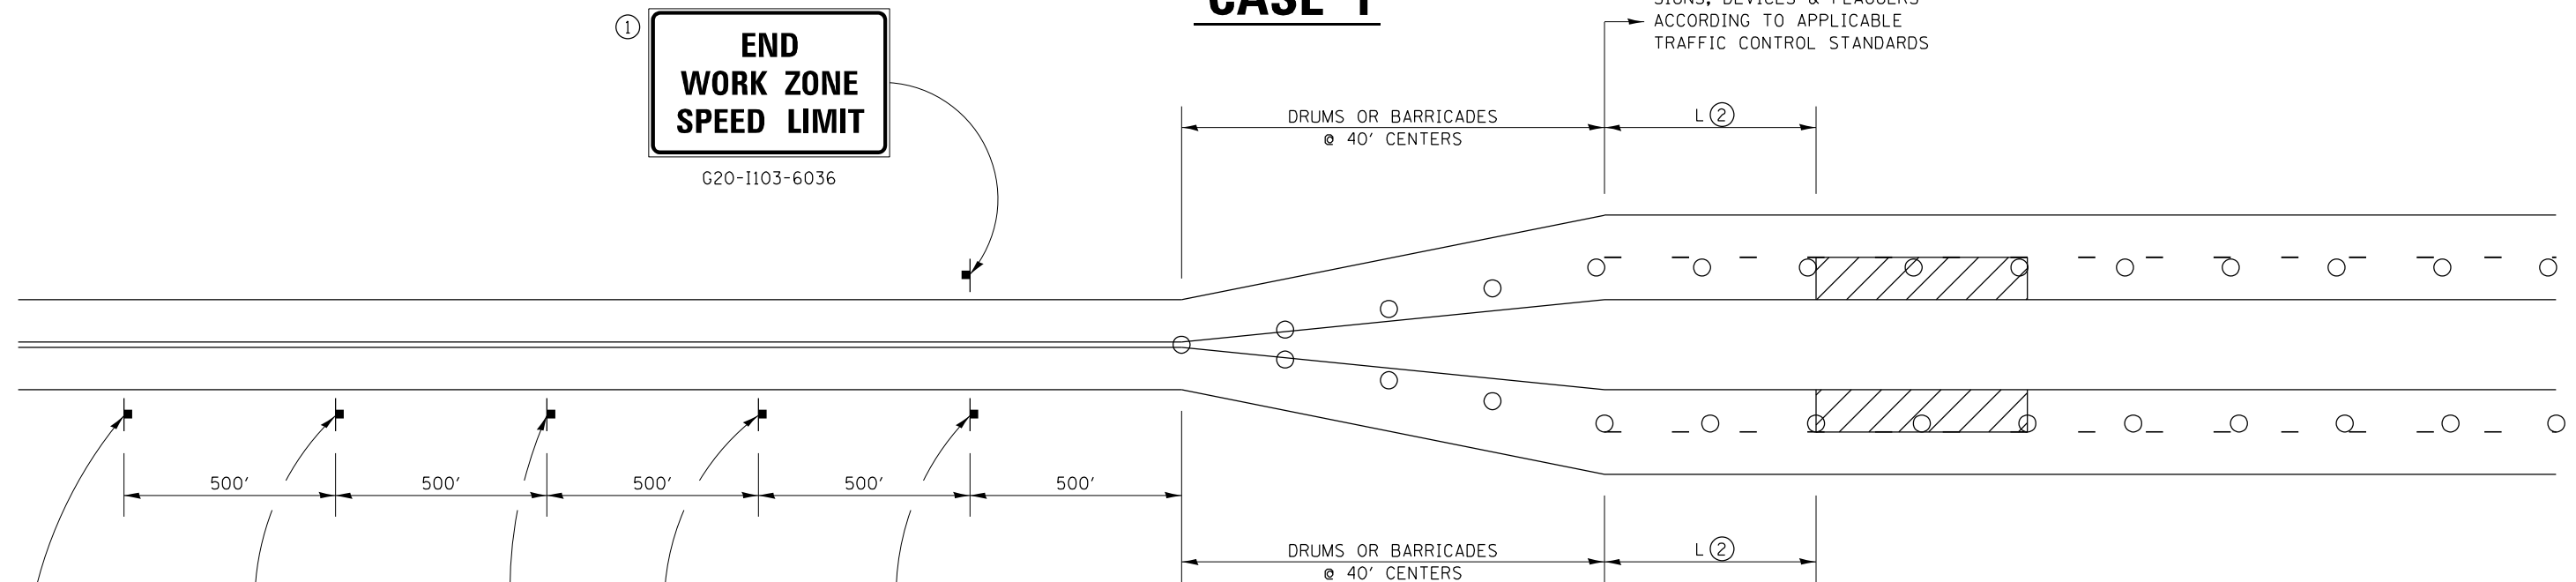 CASE 1
SIGNS, DEVICES & FLAGGERS
ACCORDING TO APPLICABLE
TRAFFIC CONTROL STANDARDS
1
END
WORK ZONE
SPEED LIMIT
G20-I103-6036
DRUMS OR BARRICADES
@ 40' CENTERS
L 2
500' 500' 500' 500' 500'
DRUMS OR BARRICADES
@ 40' CENTERS
L 2